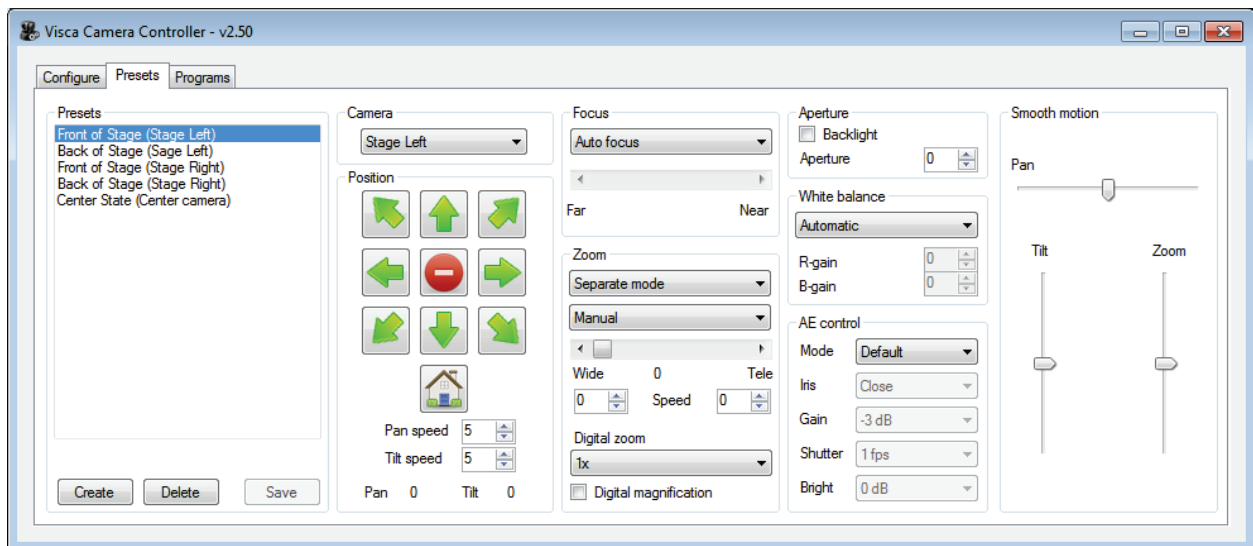 Visca Camera Controller - v2.50
Configure Presets Programs
Presets
Front of Stage (Stage Left)
Back of Stage (Sage Left)
Front of Stage (Stage Right)
Back of Stage (Stage Right)
Center State (Center camera)
Create Delete Save
Camera
Stage Left
Position
Pan speed 5
Tilt speed 5
Pan 0 Tilt 0
Focus
Auto focus
Far Near
Zoom
Separate mode
Manual
Wide 0 Tele
0 Speed 0
Digital zoom
1x
Digital magnification
Aperture
Backlight
Aperture 0
White balance
Automatic
R-gain 0
B-gain 0
AE control
Mode Default
Iris Close
Gain -3 dB
Shutter 1 fps
Bright 0 dB
Smooth motion
Pan
Tilt Zoom